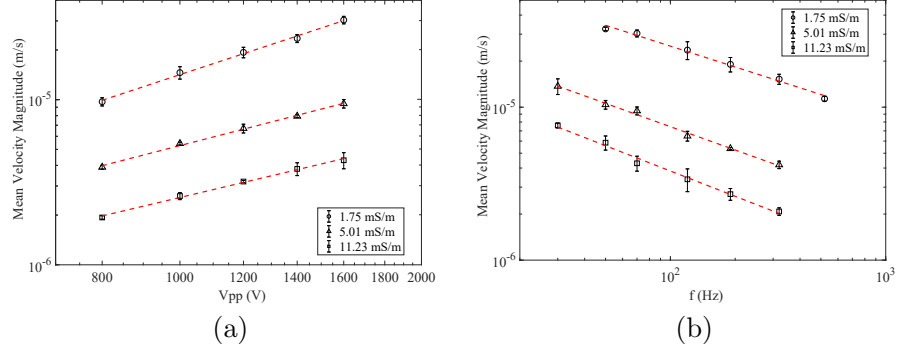 Mean Velocity Magnitude (m/s)
10^-5
10^-6
800
1000
1200
1400
1600
1800
2000
Vpp (V)
1.75 mS/m
5.01 mS/m
11.23 mS/m
(a)
Mean Velocity Magnitude (m/s)
10^-5
10^-6
10^2
10^3
f (Hz)
1.75 mS/m
5.01 mS/m
11.23 mS/m
(b)